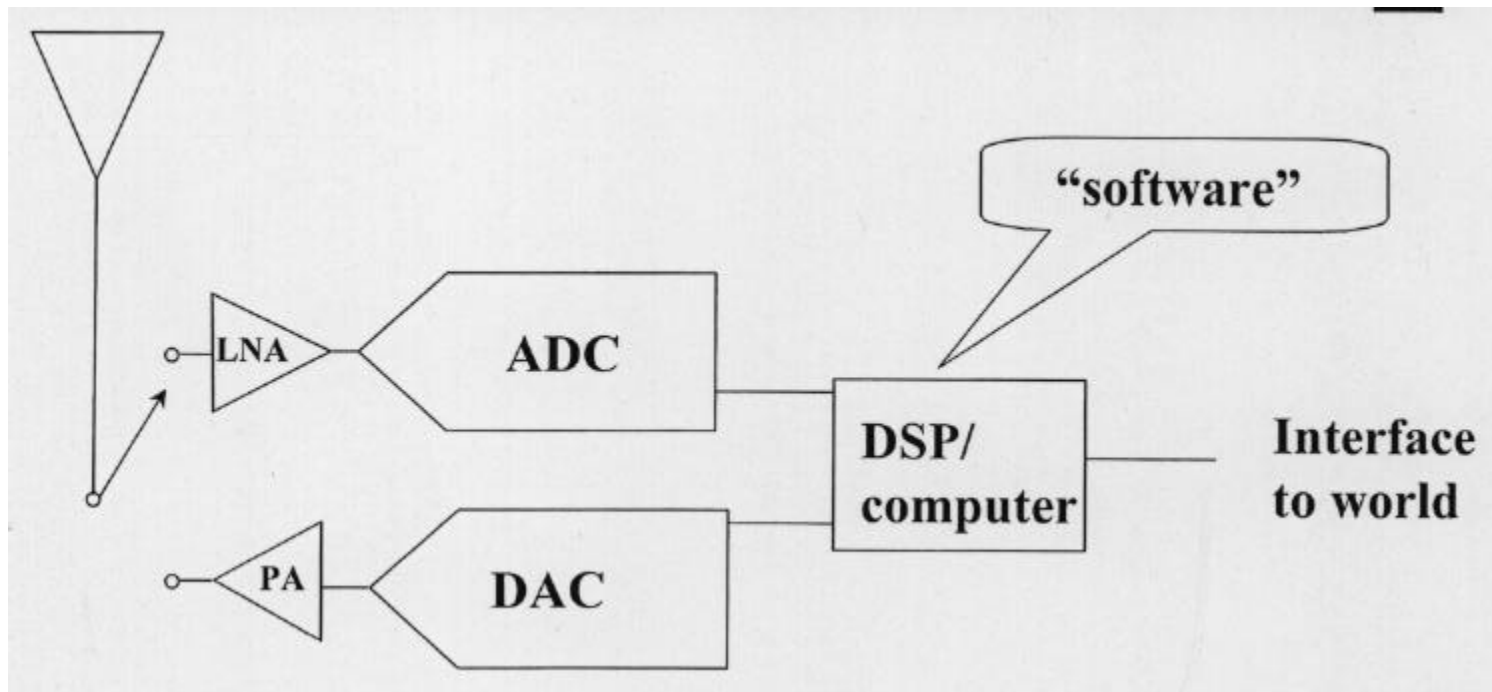 “software”
LNA
ADC
DSP/
computer
Interface
to world
PA
DAC